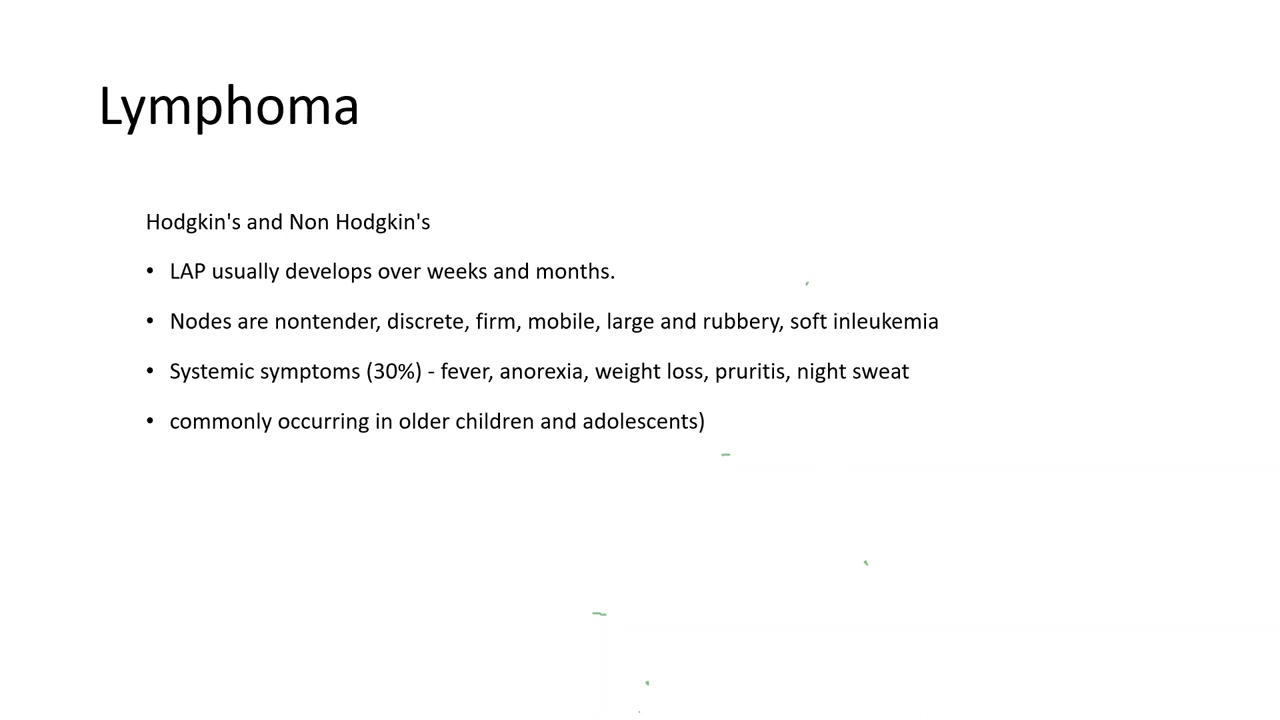 Lymphoma
Hodgkin's and Non Hodgkin's
• LAP usually develops over weeks and months.
• Nodes are nontender, discrete, firm, mobile, large and rubbery, soft inleukemia
• Systemic symptoms (30%) - fever, anorexia, weight loss, pruritis, night sweat
• commonly occurring in older children and adolescents)